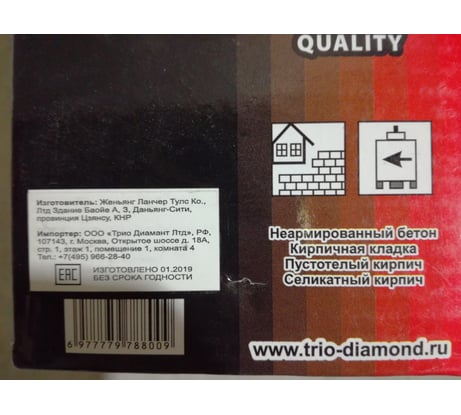 QUALITY
Изготовитель: Женьянг Ланчер Тулс Ко.,
Лтд Здание Баойе А, 3, Даньянг-Сити,
провинция Цзянсу, КНР
Импортер: ООО «Трио Диамант Лтд», РФ,
107143, г. Москва, Открытое шоссе д. 18А,
стр. 1, этаж 1, помещение 1, комната 4
Тел.: +7(495) 966-28-40
ЕАС ИЗГОТОВЛЕНО 01.2019
БЕЗ СРОКА ГОДНОСТИ
6 977779 788009
Неармированный бетон
Кирпичная кладка
Пустотелый кирпич
Селикатный кирпич
www.trio-diamond.ru